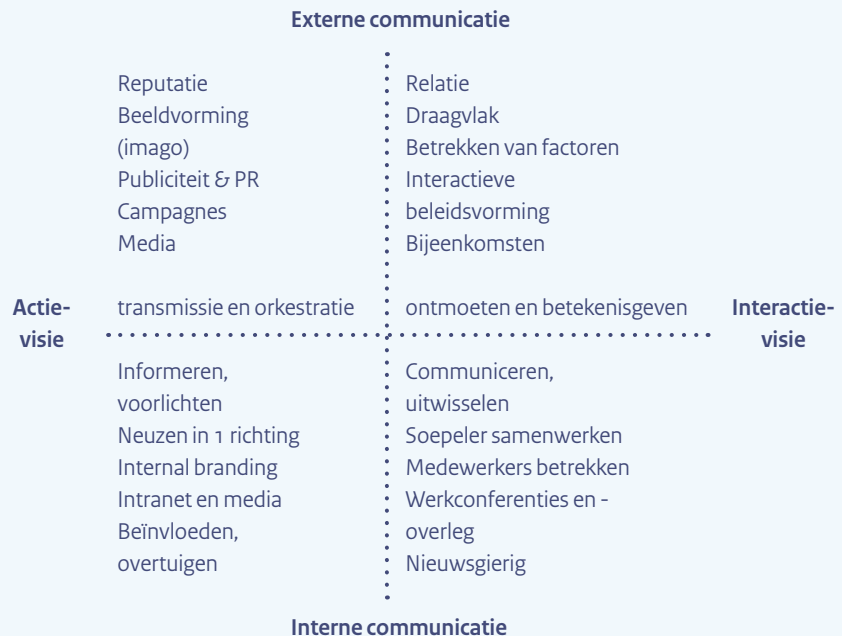 Externe communicatie
Reputatie
Beeldvorming
(imago)
Publiciteit & PR
Campagnes
Media
Relatie
Draagvlak
Betrekken van factoren
Interactieve
beleidsvorming
Bijeenkomsten
Actie-
visie
transmissie en orkestratie
ontmoeten en betekenisgeven
Interactie-
visie
Informeren,
voorlichten
Neuzen in 1 richting
Internal branding
Intranet en media
Beïnvloeden,
overtuigen
Communiceren,
uitwisselen
Soepeler samenwerken
Medewerkers betrekken
Werkconferenties en -
overleg
Nieuwsgierig
Interne communicatie